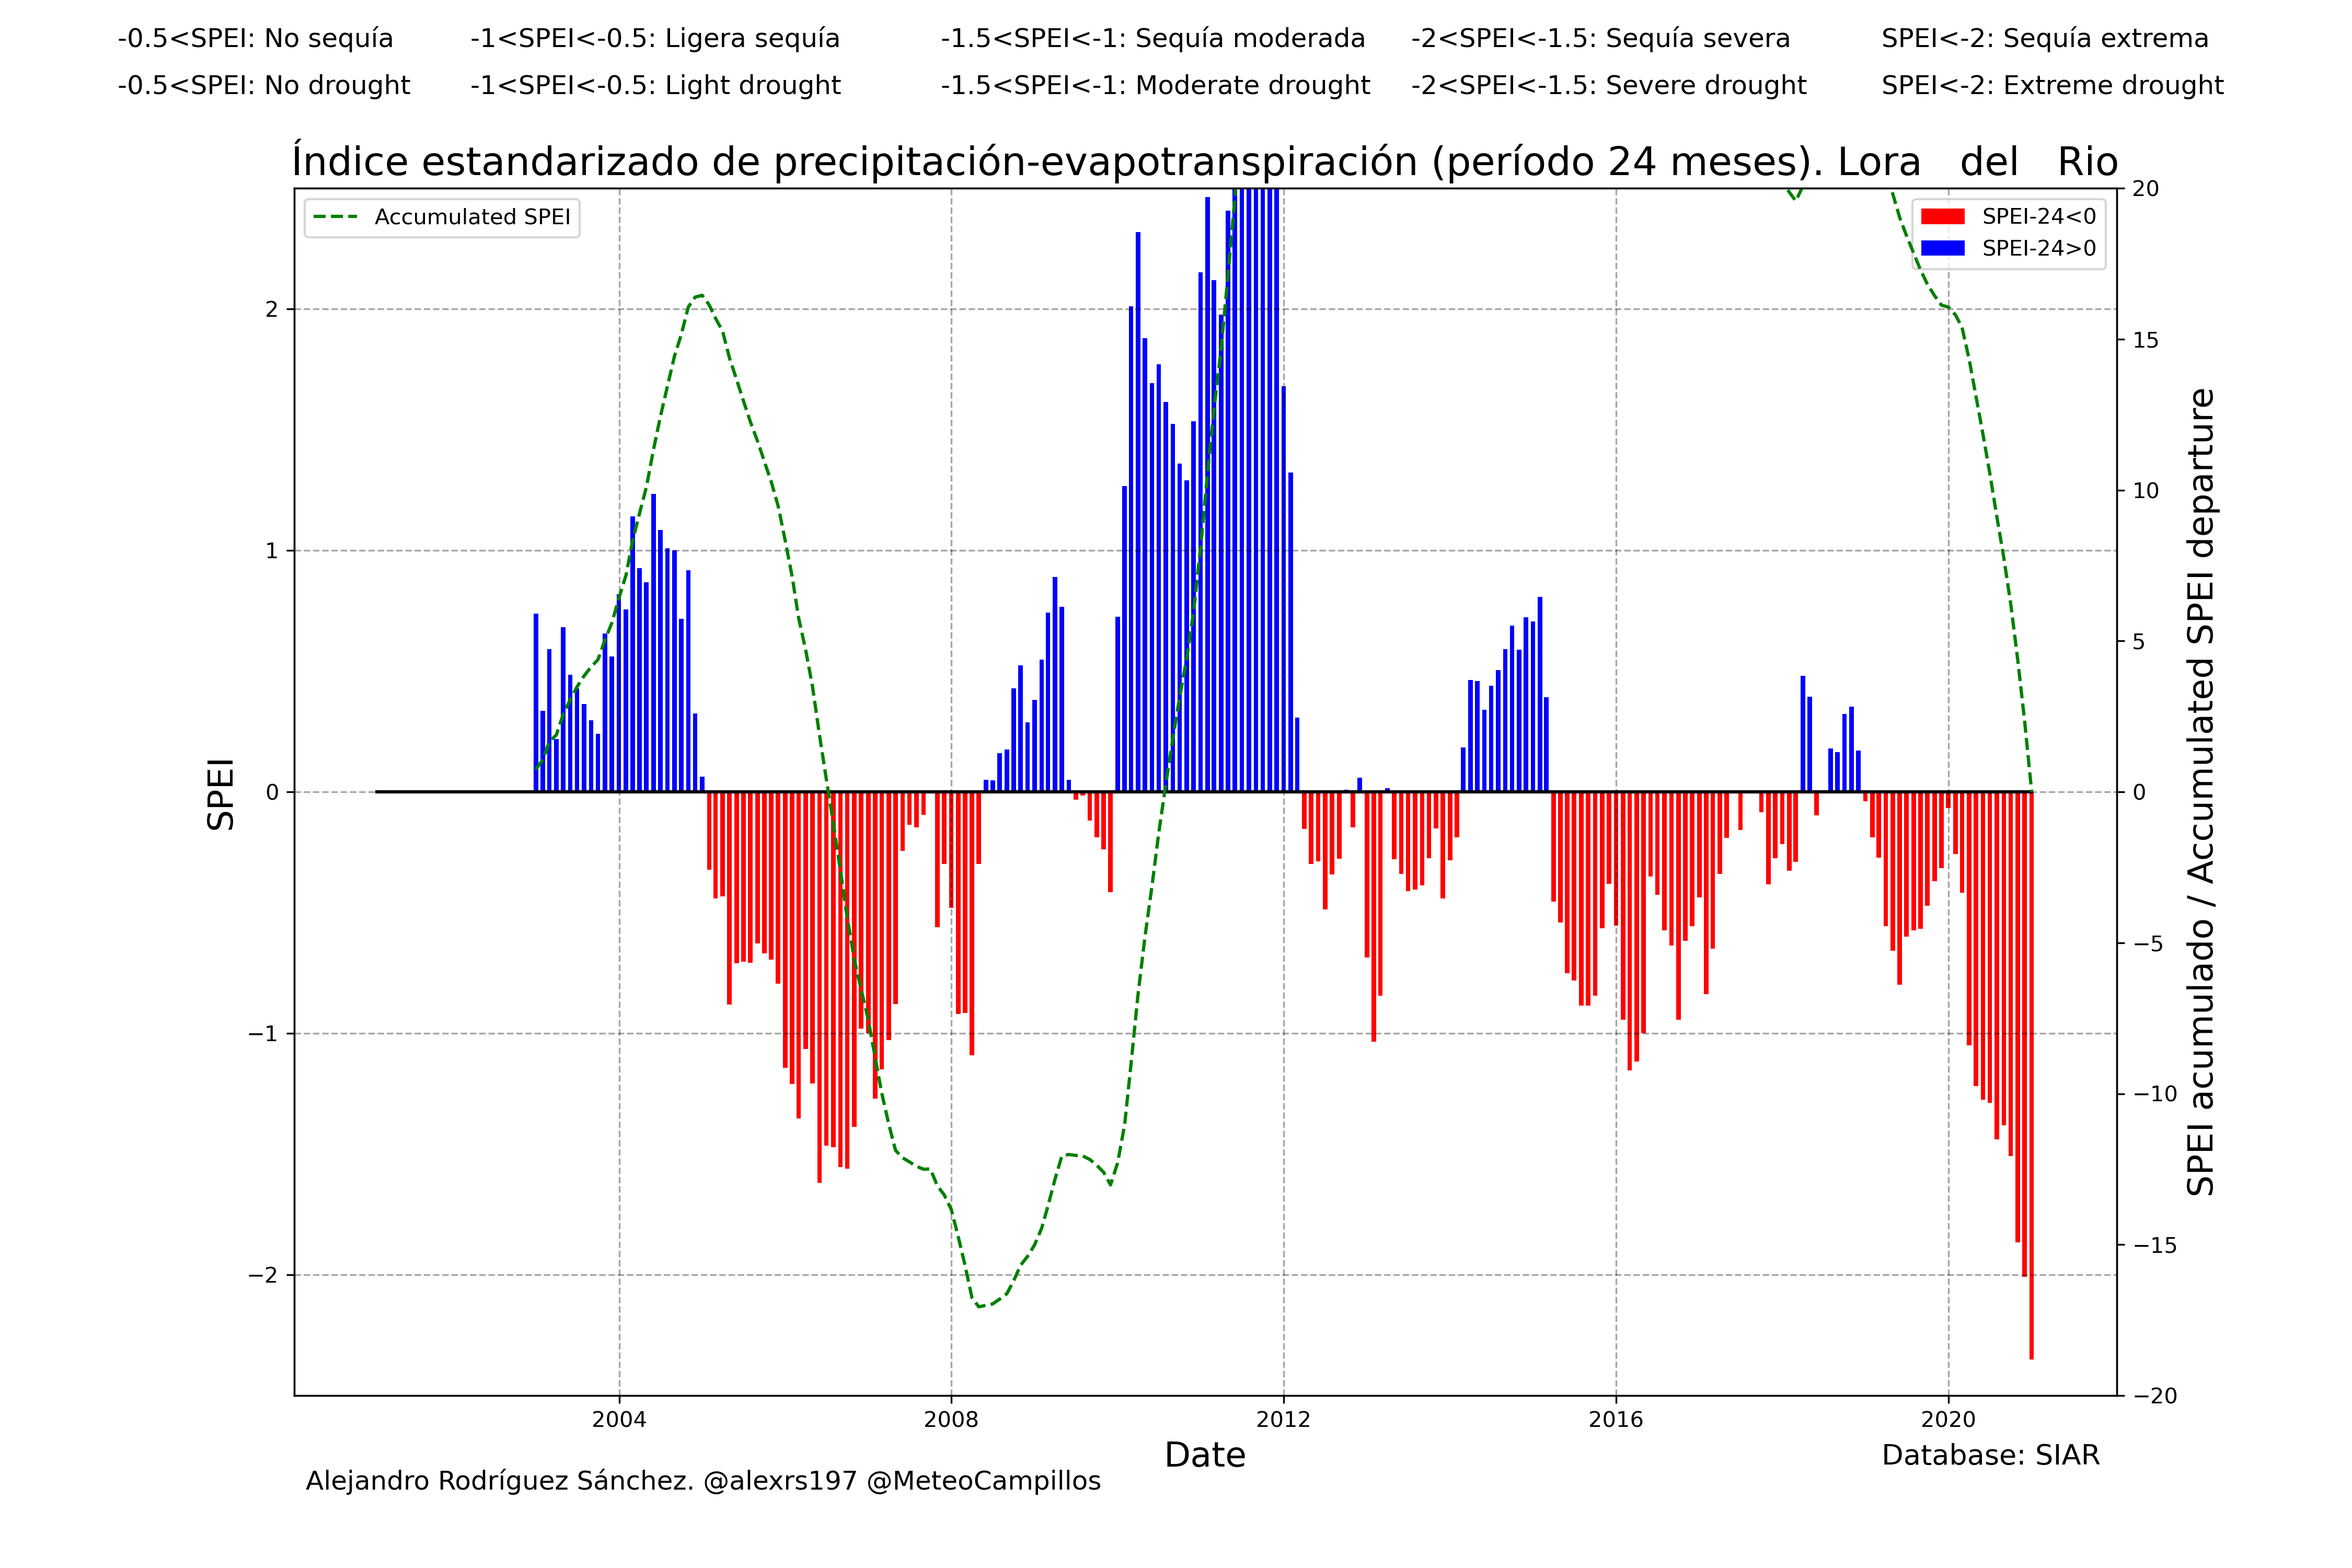 -0.5<SPEI: No sequía -1<SPEI<-0.5: Ligera sequía -1.5<SPEI<-1: Sequía moderada -2<SPEI<-1.5: Sequía severa SPEI<-2: Sequía extrema
-0.5<SPEI: No drought -1<SPEI<-0.5: Light drought -1.5<SPEI<-1: Moderate drought -2<SPEI<-1.5: Severe drought SPEI<-2: Extreme drought
Índice estandarizado de precipitación-evapotranspiración (período 24 meses). Lora del Rio
Accumulated SPEI
SPEI-24<0
SPEI-24>0
SPEI
2
1
0
−1
−2
20
15
10
5
0
−5
−10
−15
−20
SPEI acumulado / Accumulated SPEI departure
2004 2008 2012 2016 2020
Date
Database: SIAR
Alejandro Rodríguez Sánchez. @alexrs197 @MeteoCampillos